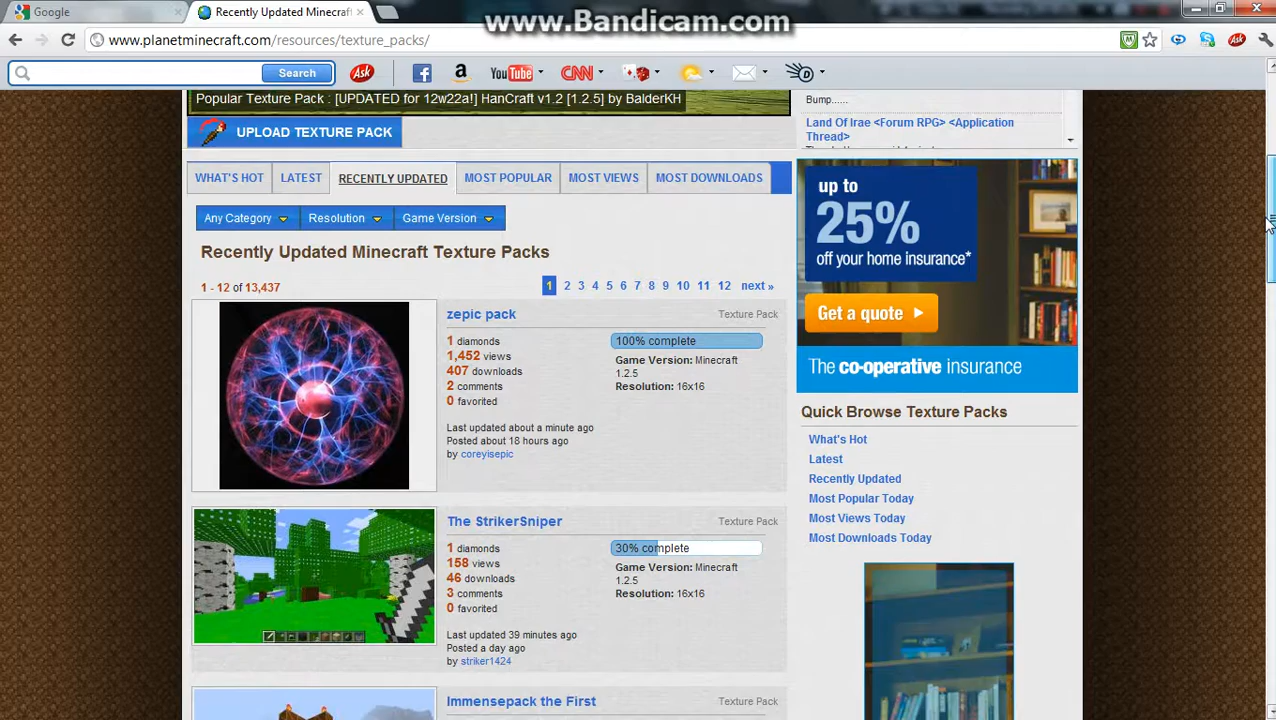 Google
Recently Updated Minecraft
www.Bandicam.com
www.planetminecraft.com/resources/texture_packs/
Search
Ask
You Tube
CNN
Popular Texture Pack : [UPDATED for 12w22a!] HanCraft v1.2 [1.2.5] by BalderKH
Bump......
Land Of Irae <Forum RPG> <Application
Thread>
UPLOAD TEXTURE PACK
WHAT'S HOT
LATEST
RECENTLY UPDATED
MOST POPULAR
MOST VIEWS
MOST DOWNLOADS
Any Category
Resolution
Game Version
Recently Updated Minecraft Texture Packs
1 - 12 of 13,437
1 2 3 4 5 6 7 8 9 10 11 12 next »
zepic pack
Texture Pack
1 diamonds
1,452 views
407 downloads
2 comments
0 favorited
100% complete
Game Version: Minecraft
1.2.5
Resolution: 16x16
Last updated about a minute ago
Posted about 18 hours ago
by coreyisepic
The StrikerSniper
Texture Pack
1 diamonds
158 views
46 downloads
3 comments
0 favorited
30% complete
Game Version: Minecraft
1.2.5
Resolution: 16x16
Last updated 39 minutes ago
Posted a day ago
by striker1424
Immensepack the First
Texture Pack
up to
25%
off your home insurance*
Get a quote
The co-operative insurance
Quick Browse Texture Packs
What's Hot
Latest
Recently Updated
Most Popular Today
Most Views Today
Most Downloads Today